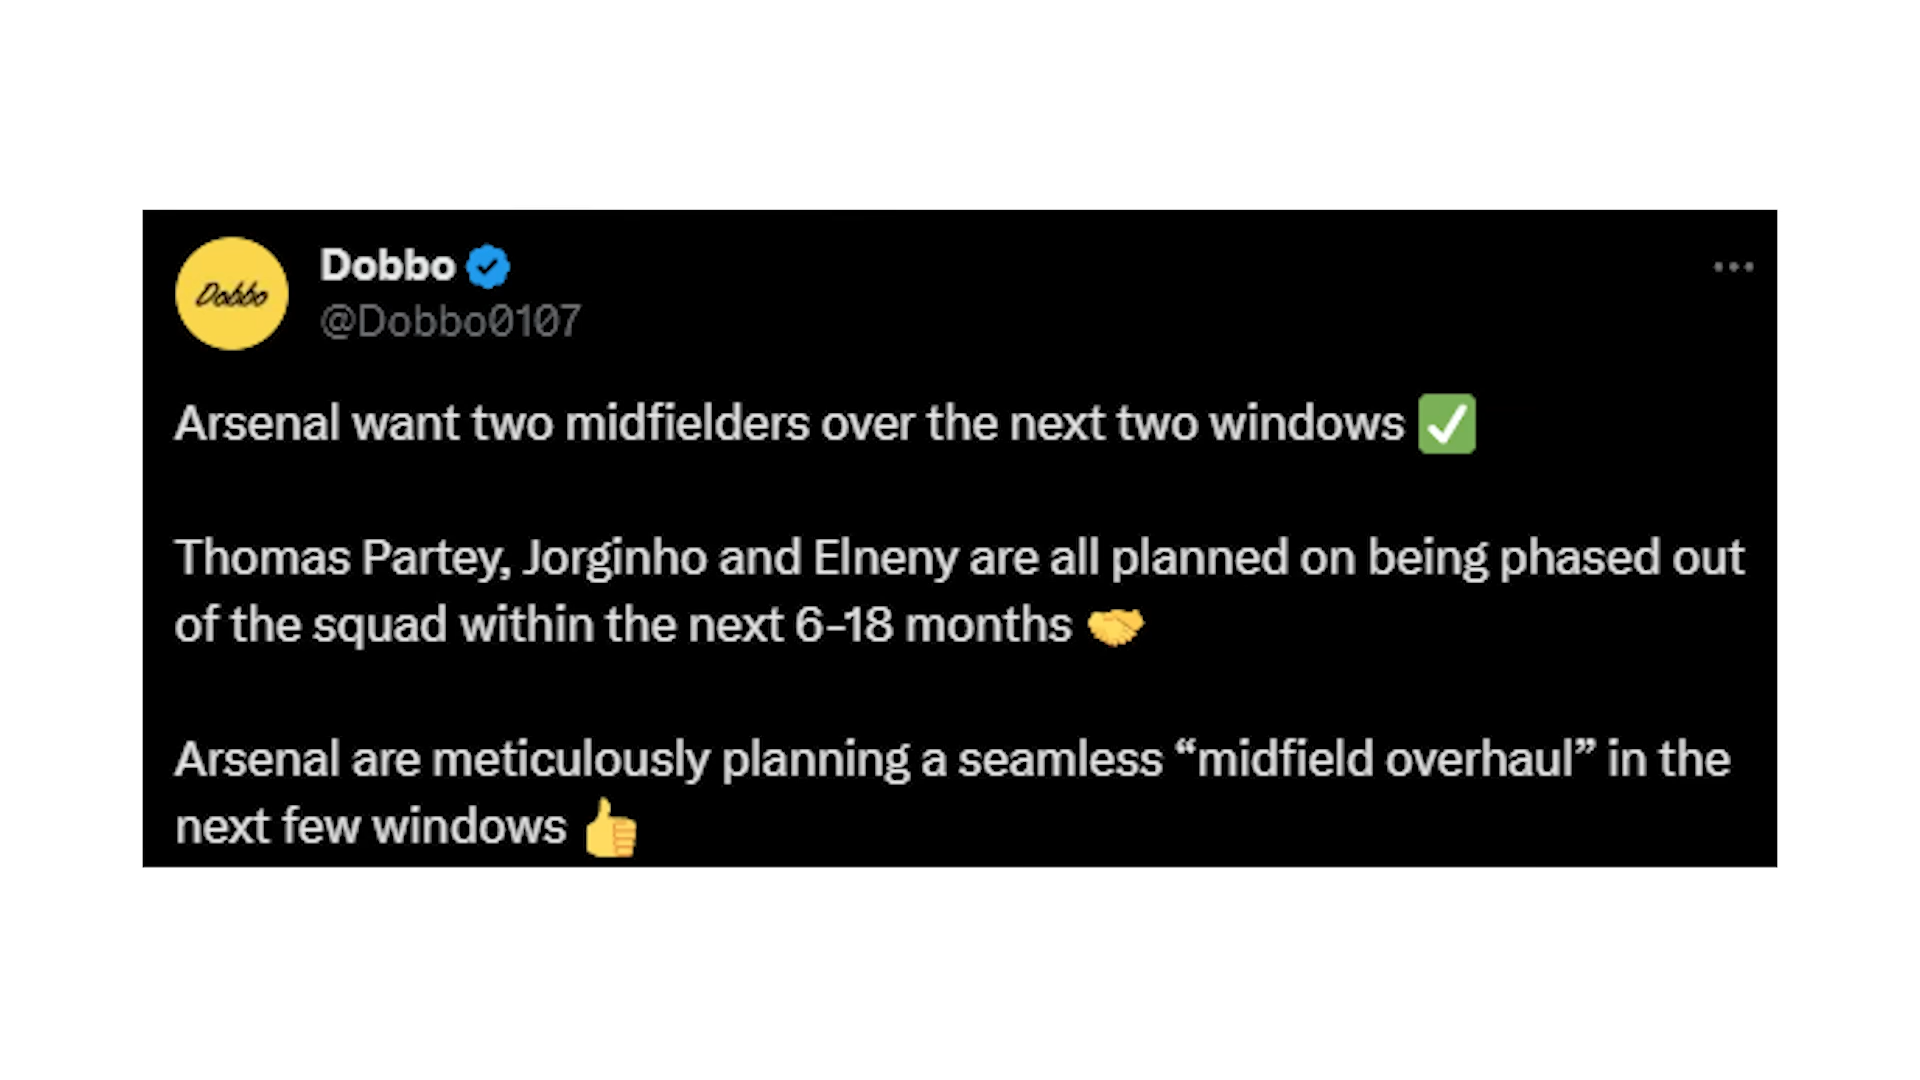 Dobbo
Dobbo
@Dobbo0107
Arsenal want two midfielders over the next two windows ✅
Thomas Partey, Jorginho and Elneny are all planned on being phased out
of the squad within the next 6-18 months 🤝
Arsenal are meticulously planning a seamless “midfield overhaul” in the
next few windows 👍